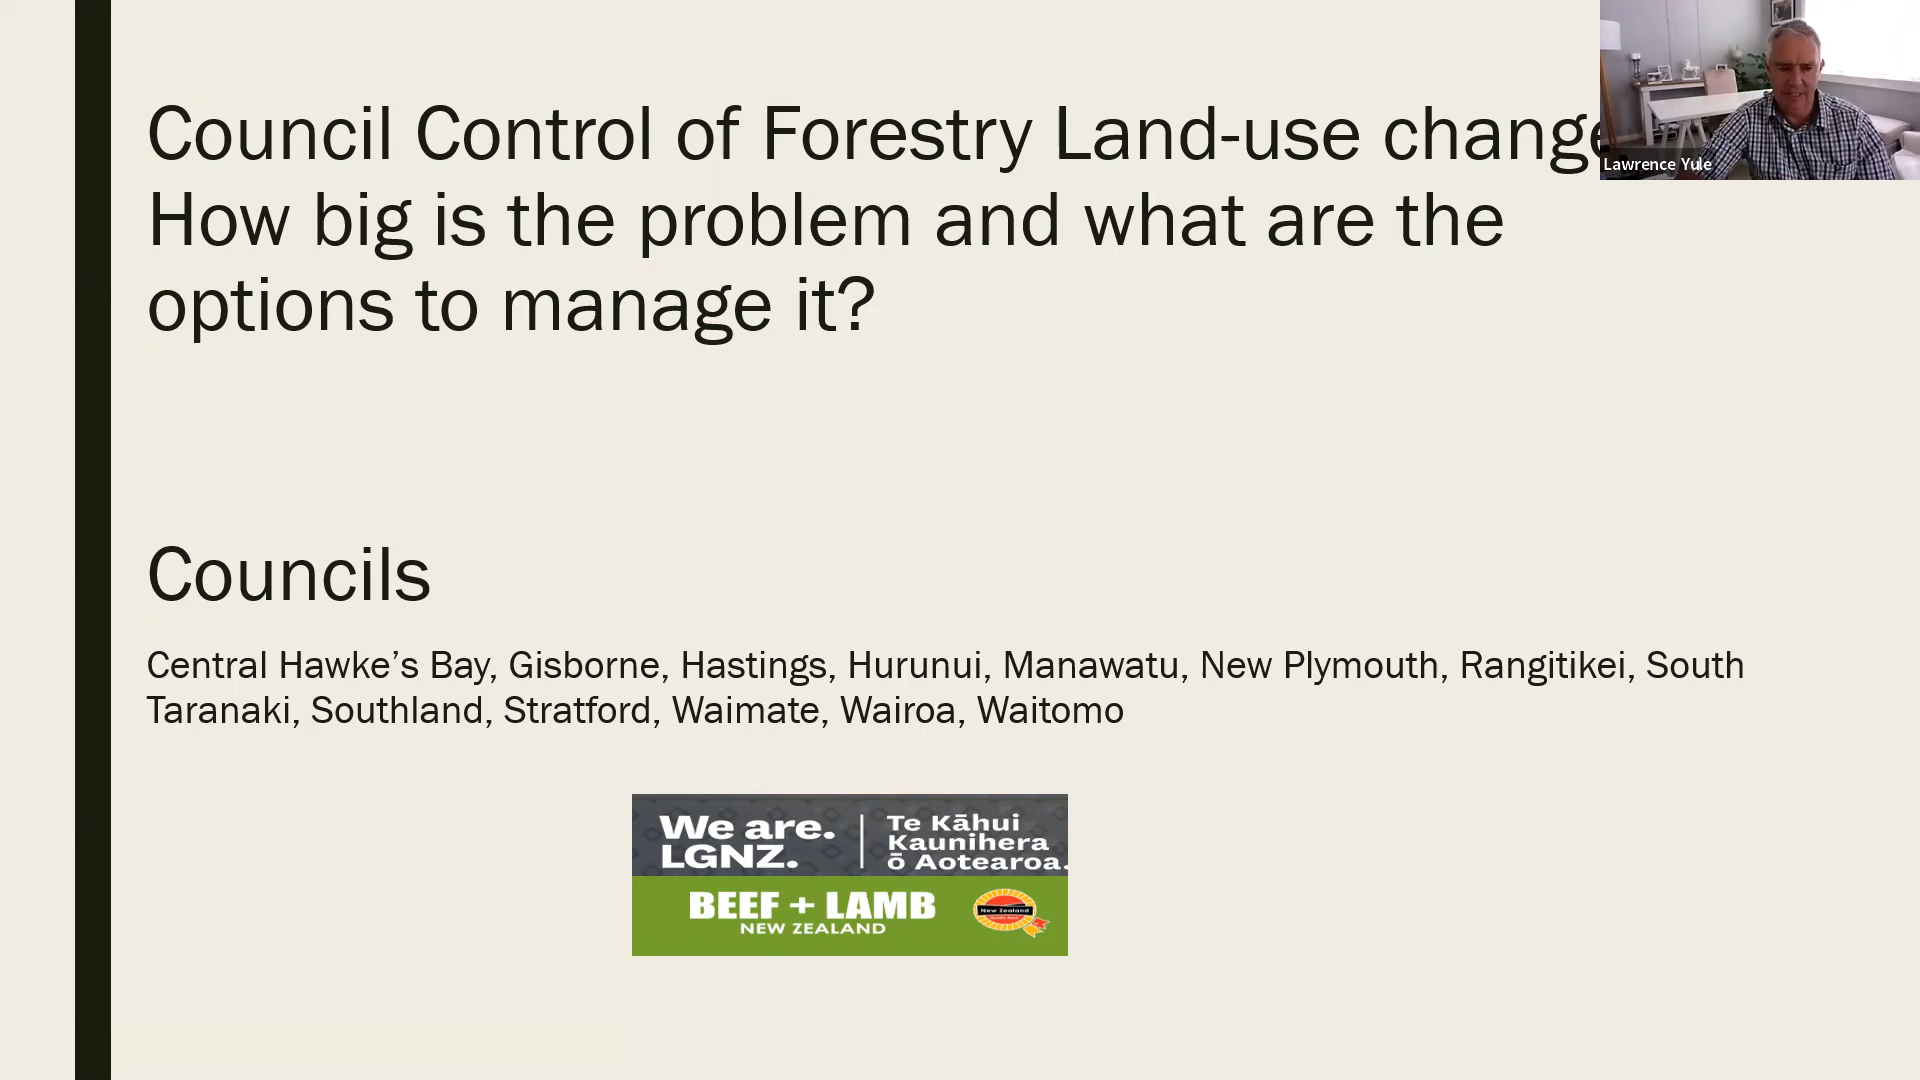 Council Control of Forestry Land-use change
How big is the problem and what are the
options to manage it?
Lawrence Yule
Councils
Central Hawke’s Bay, Gisborne, Hastings, Hurunui, Manawatu, New Plymouth, Rangitikei, South
Taranaki, Southland, Stratford, Waimate, Wairoa, Waitomo
We are.
LGNZ.
Te Kāhui
Kaunihera
ō Aotearoa.
BEEF + LAMB
NEW ZEALAND
New Zealand